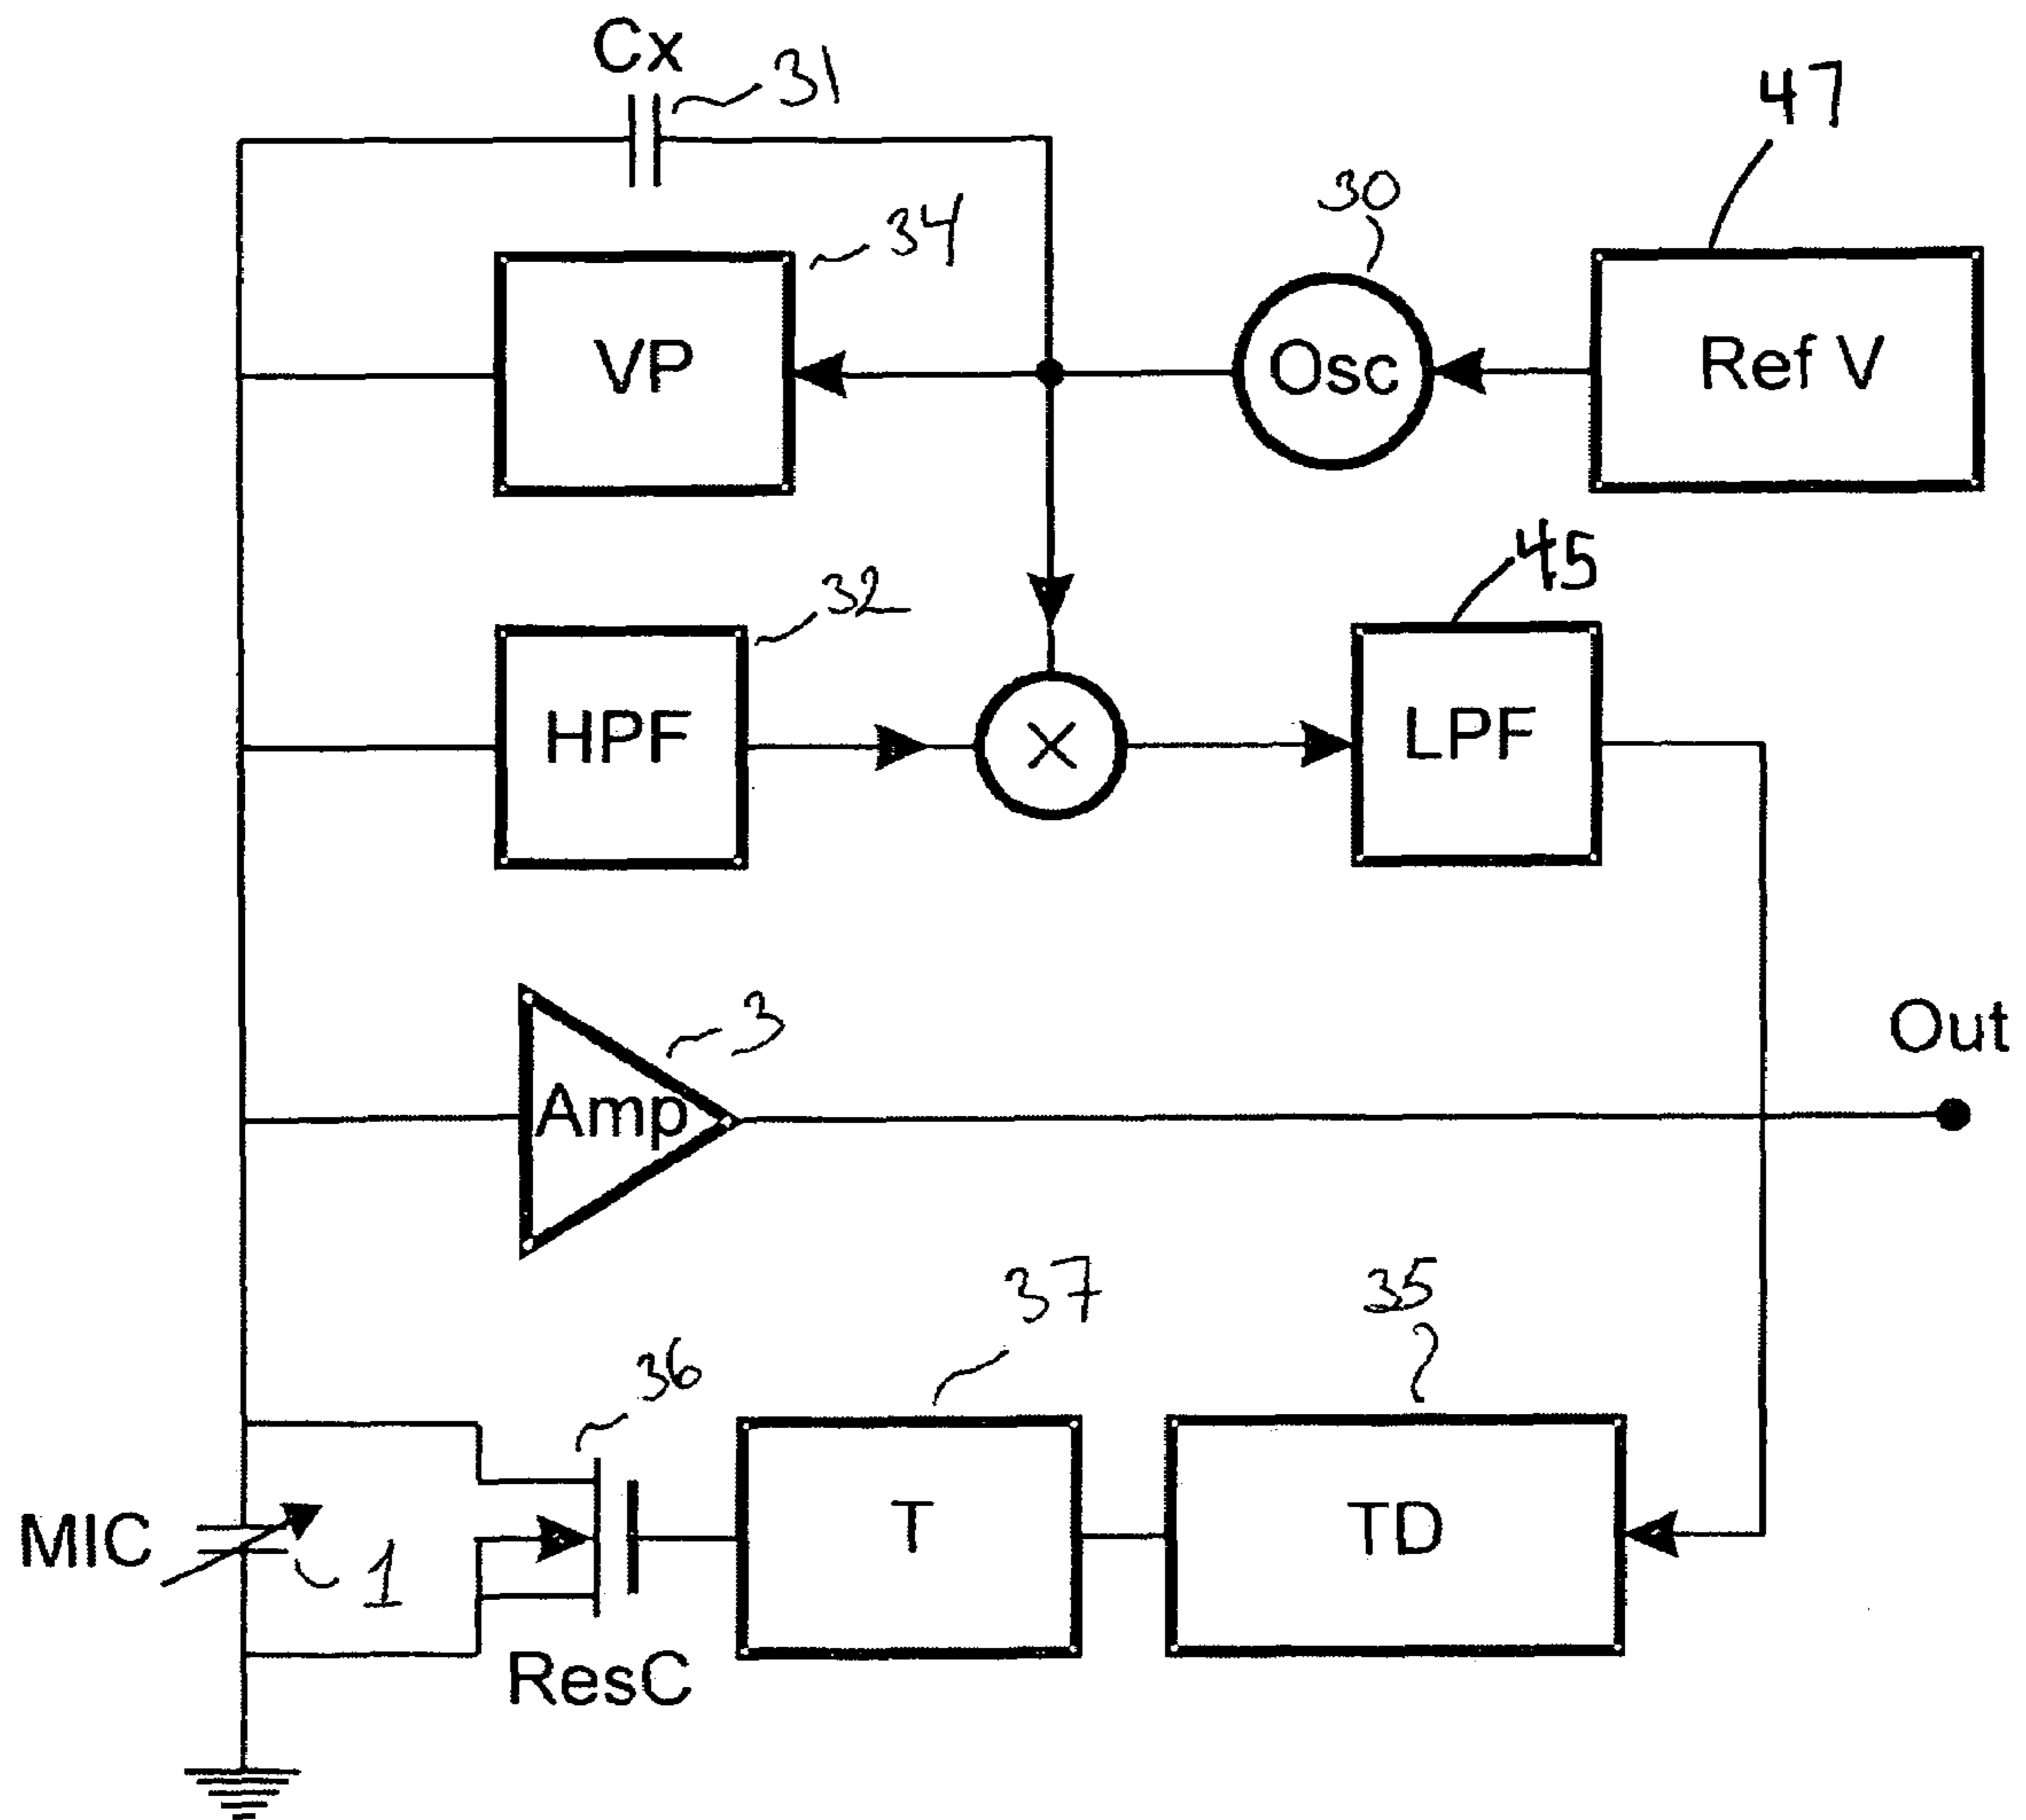 Cx
31
47
34
30
VP
Osc
Ref V
32
45
HPF
X
LPF
3
Amp
Out
37
35
36
MIC
1
T
TD
ResC